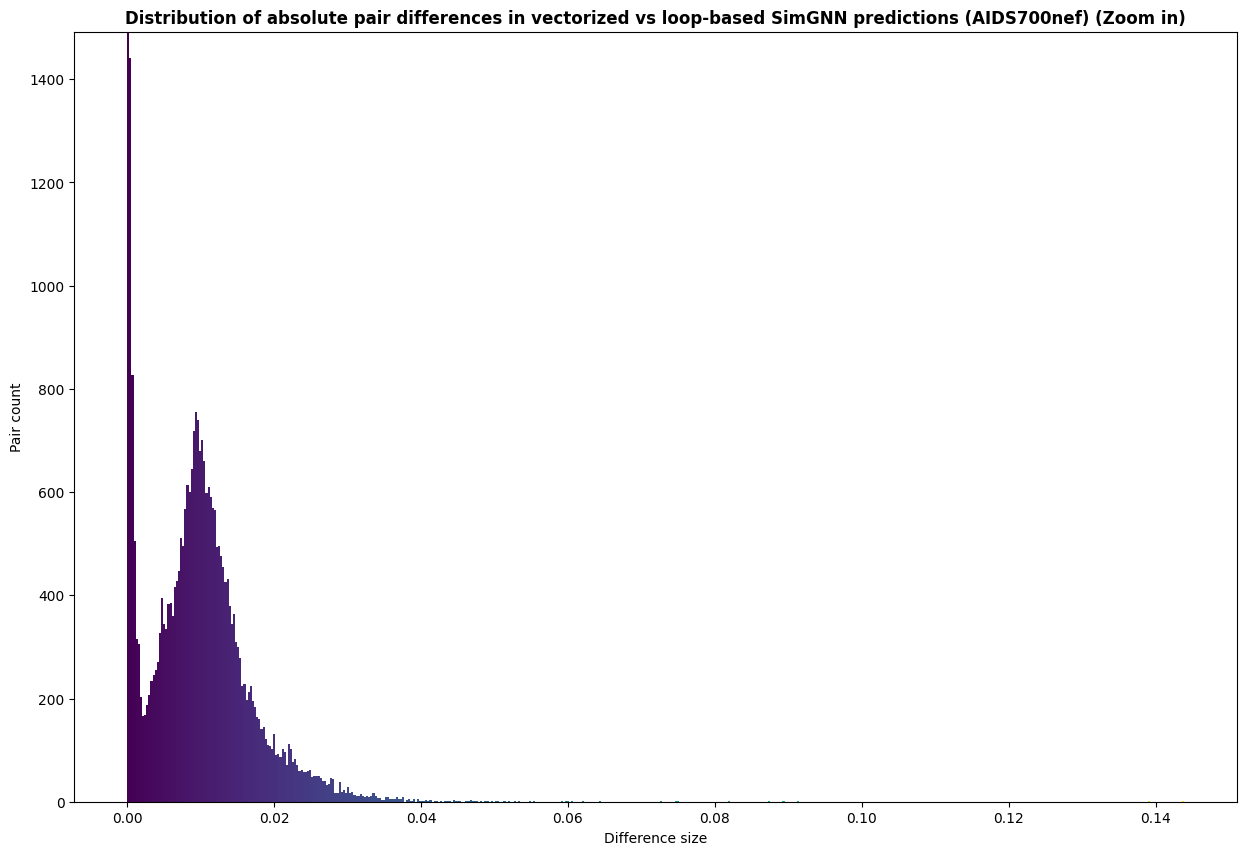 Distribution of absolute pair differences in vectorized vs loop-based SimGNN predictions (AIDS700nef) (Zoom in)
1400
1200
1000
800
600
400
200
0
Pair count
0.00 0.02 0.04 0.06 0.08 0.10 0.12 0.14
Difference size